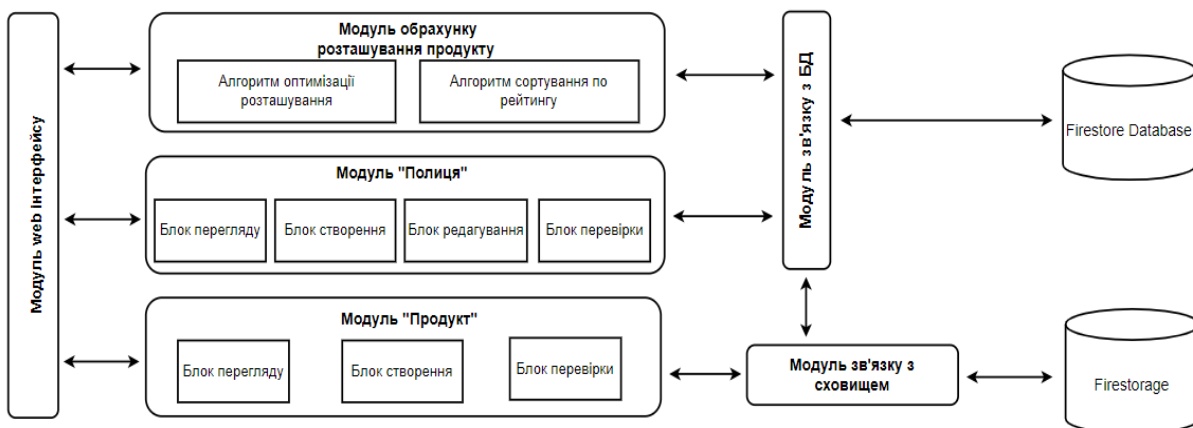 Модуль web інтерфейсу
Модуль обрахунку
розташування продукту
Алгоритм оптимізації
розташування
Алгоритм сортування по
рейтингу
Модуль "Полиця"
Блок перегляду
Блок створення
Блок редагування
Блок перевірки
Модуль "Продукт"
Блок перегляду
Блок створення
Блок перевірки
Модуль зв'язку з БД
Модуль зв'язку з
сховищем
Firestore Database
Firestorage